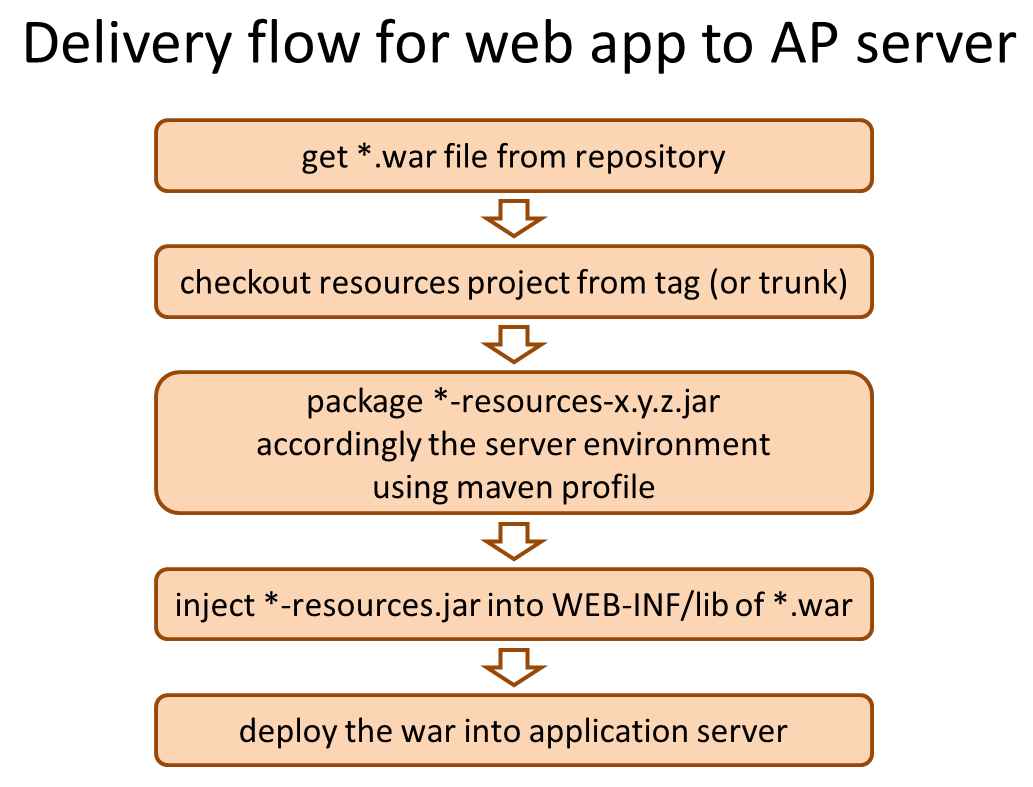 Delivery flow for web app to AP server
get *.war file from repository
checkout resources project from tag (or trunk)
package *-resources-x.y.z.jar
accordingly the server environment
using maven profile
inject *-resources.jar into WEB-INF/lib of *.war
deploy the war into application server